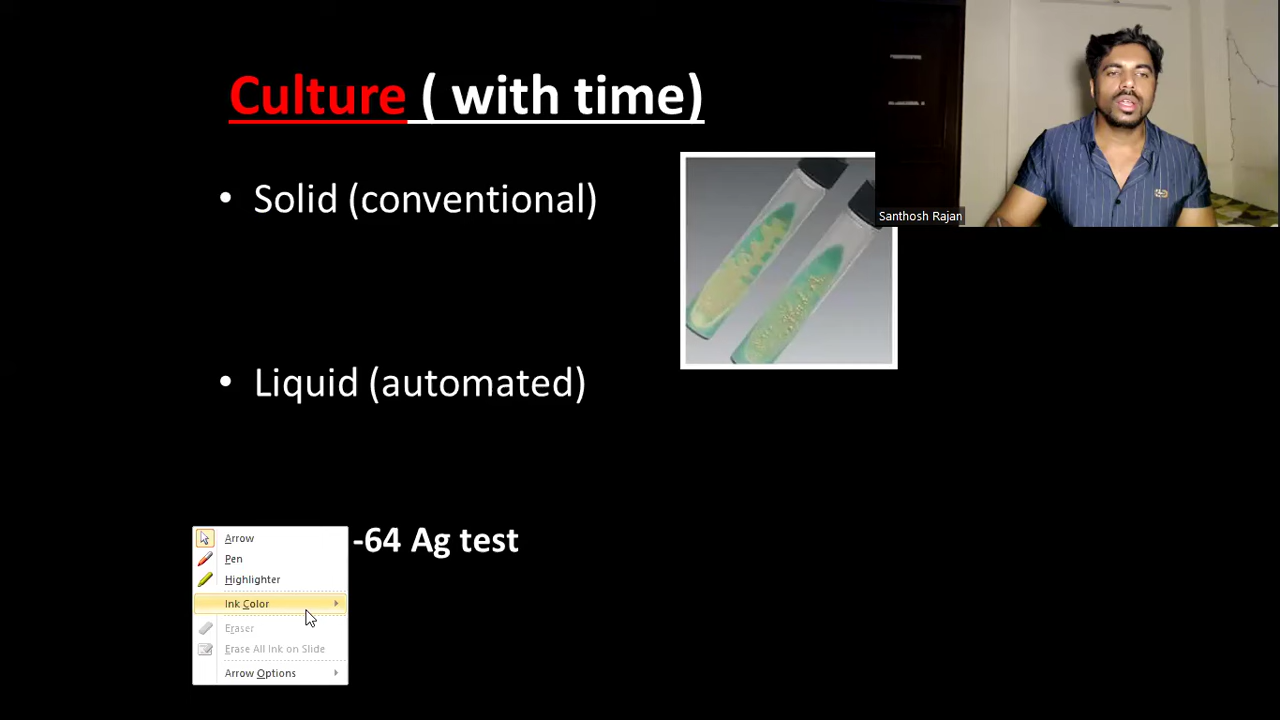 Culture ( with time)
Santhosh Rajan
• Solid (conventional)
• Liquid (automated)
-64 Ag test
Arrow
Pen
Highlighter
Ink Color
Eraser
Erase All Ink on Slide
Arrow Options